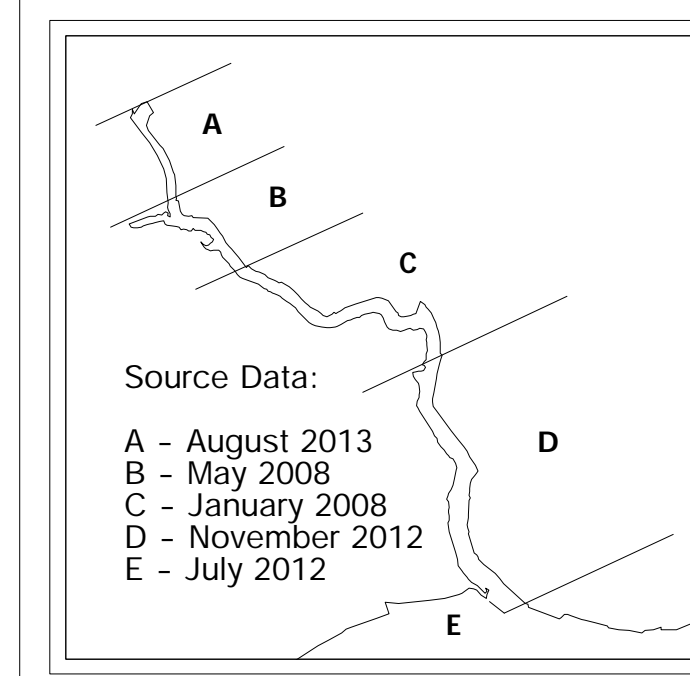 A
B
C
Source Data:
A - August 2013
B - May 2008
C - January 2008
D - November 2012
E - July 2012
D
E